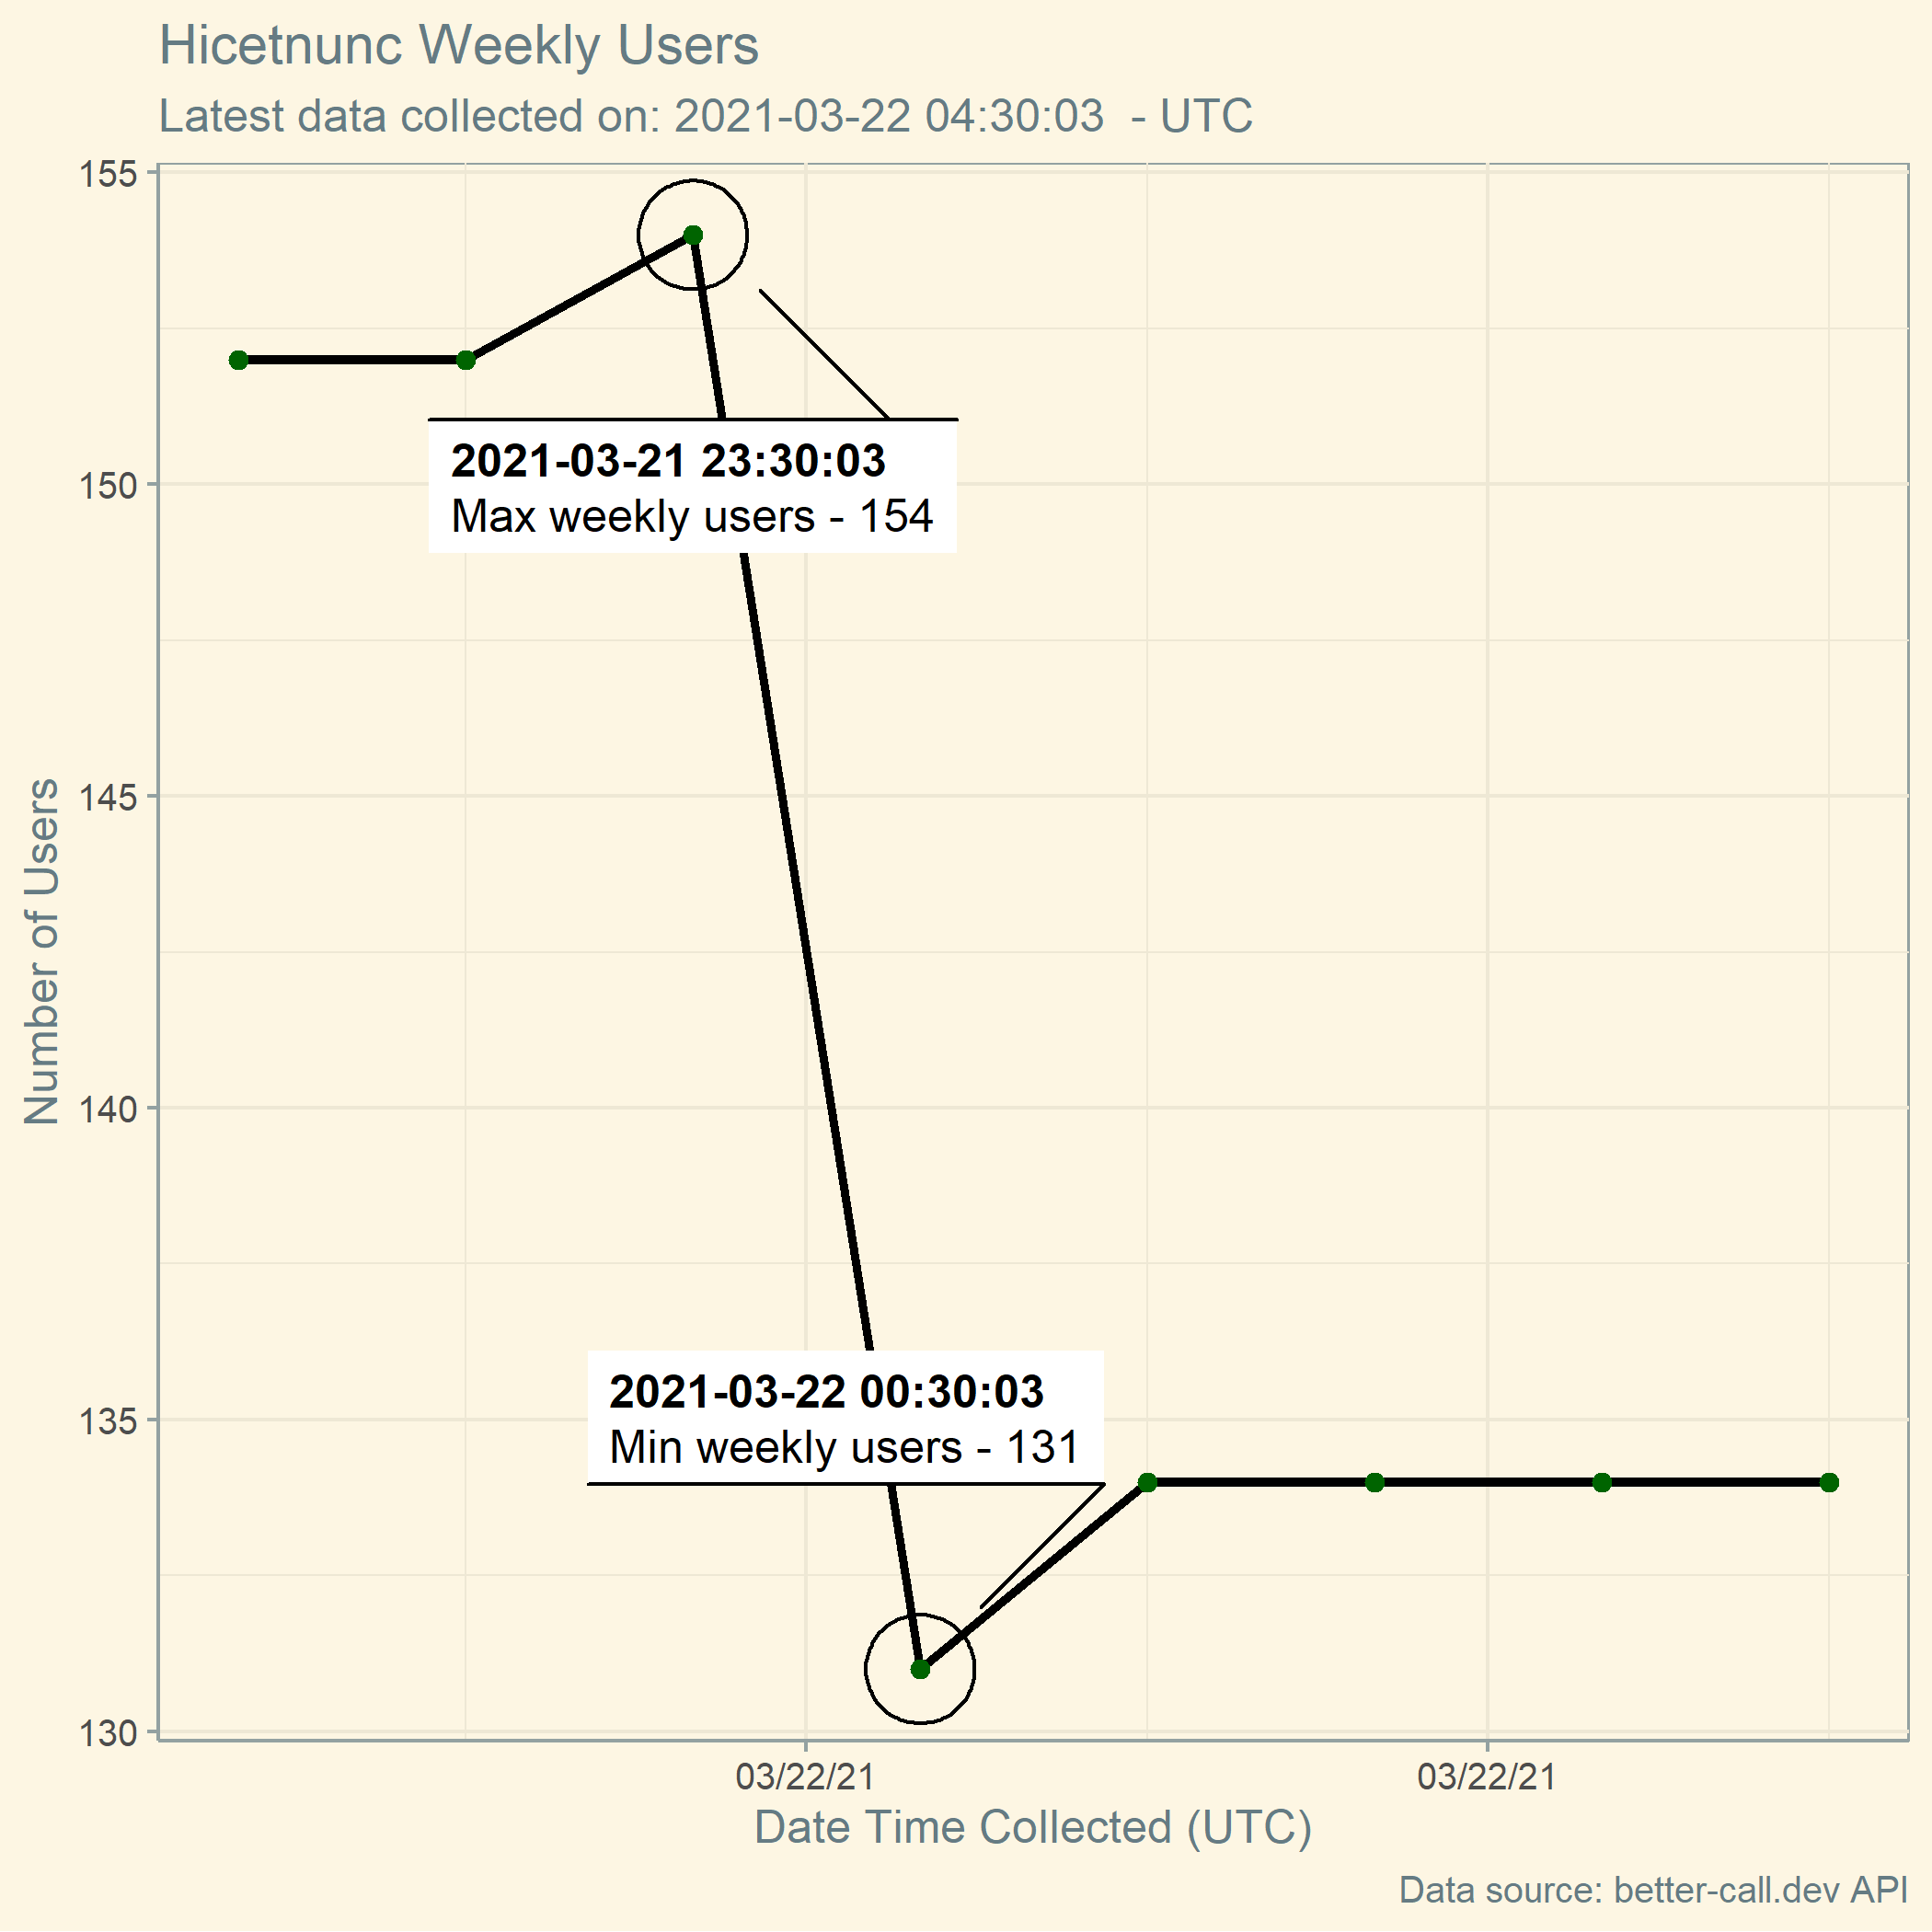 Hicetnunc Weekly Users
Latest data collected on: 2021-03-22 04:30:03  - UTC
155
150
145
140
135
130
Number of Users
2021-03-21 23:30:03
Max weekly users - 154
2021-03-22 00:30:03
Min weekly users - 131
03/22/21
03/22/21
Date Time Collected (UTC)
Data source: better-call.dev API